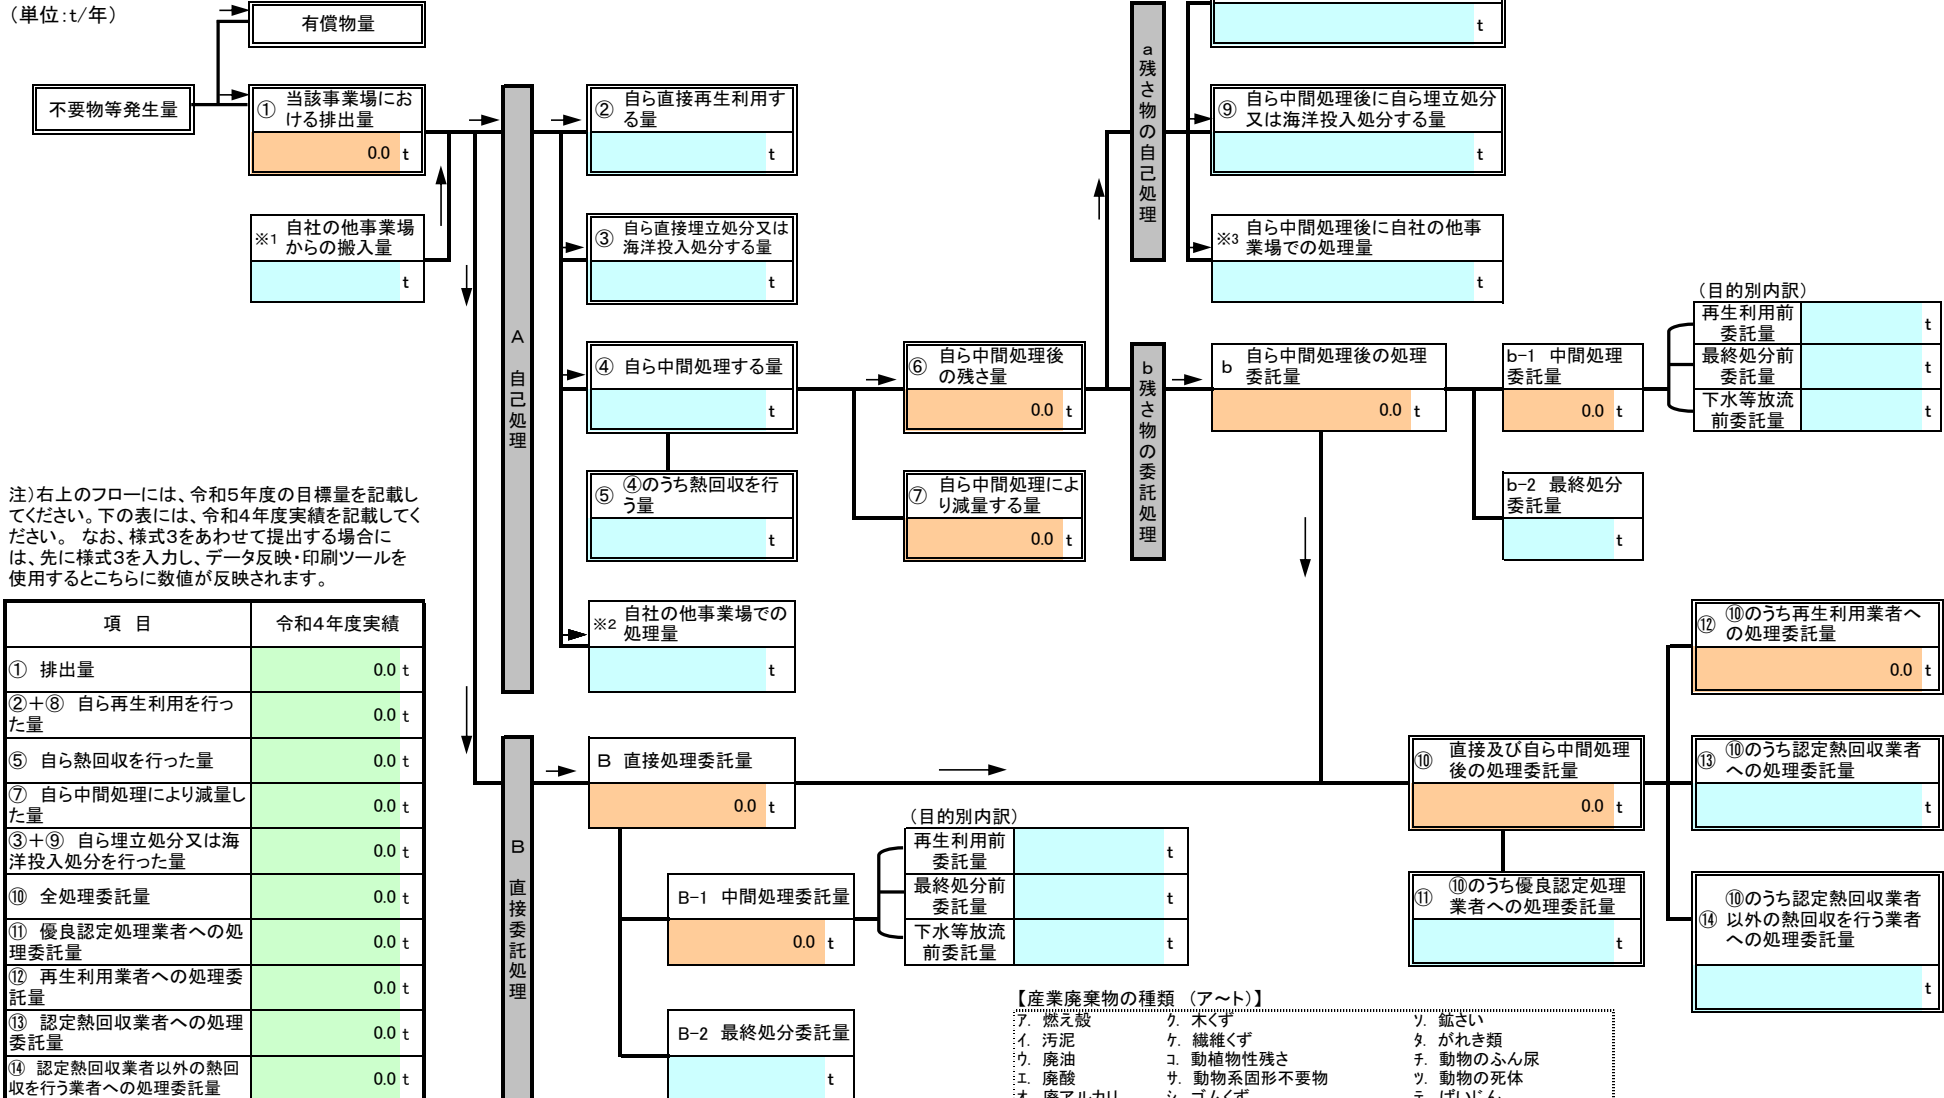 （単位：t/年）
有償物量
不要物等発生量
① 当該事業場にお
ける排出量
0.0 t
※1 自社の他事業場
からの搬入量
t
A 自己処理
② 自ら直接再生利用す
る量
t
③ 自ら直接埋立処分又は
海洋投入処分する量
t
④ 自ら中間処理する量
t
⑤ ④のうち熱回収を行
う量
t
※2 自社の他事業場での
処理量
t
⑥ 自ら中間処理後
の残さ量
0.0 t
⑦ 自ら中間処理によ
り減量する量
0.0 t
a 残さ物の自己処理
t
⑨ 自ら中間処理後に自ら埋立処分
又は海洋投入処分する量
t
※3 自ら中間処理後に自社の他事
業場での処理量
t
b 残さ物の委託処理
b 自ら中間処理後の処理
委託量
0.0 t
b-1 中間処理
委託量
0.0 t
（目的別内訳）
再生利用前
委託量
t
最終処分前
委託量
t
下水等放流
前委託量
t
b-2 最終処分
委託量
t
注）右上のフローには、令和5年度の目標量を記載し
てください。下の表には、令和4年度実績を記載してく
ださい。 なお、様式3をあわせて提出する場合に
は、先に様式3を入力し、データ反映・印刷ツールを
使用するとこちらに数値が反映されます。
項 目 令和4年度実績
① 排出量 0.0 t
②＋⑧ 自ら再生利用を行っ
た量 0.0 t
⑤ 自ら熱回収を行った量 0.0 t
⑦ 自ら中間処理により減量し
た量 0.0 t
③＋⑨ 自ら埋立処分又は海
洋投入処分を行った量 0.0 t
⑩ 全処理委託量 0.0 t
⑪ 優良認定処理業者への処
理委託量 0.0 t
⑫ 再生利用業者への処理委
託量 0.0 t
⑬ 認定熱回収業者への処理
委託量 0.0 t
⑭ 認定熱回収業者以外の熱回
収を行う業者への処理委託量 0.0 t
B 直接委託処理
B 直接処理委託量
0.0 t
B-1 中間処理委託量
0.0 t
（目的別内訳）
再生利用前
委託量
t
最終処分前
委託量
t
下水等放流
前委託量
t
B-2 最終処分委託量
t
⑩ 直接及び自ら中間処理
後の処理委託量
0.0 t
⑪ ⑩のうち優良認定処理
業者への処理委託量
t
⑫ ⑩のうち再生利用業者へ
の処理委託量
0.0 t
⑬ ⑩のうち認定熱回収業者
への処理委託量
t
⑭ ⑩のうち認定熱回収業者
以外の熱回収を行う業者
への処理委託量
t
【産業廃棄物の種類 （ア～ト）】
ア. 燃え殻 ク. 木くず ソ. 鉱さい
イ. 汚泥 ケ. 繊維くず タ. がれき類
ウ. 廃油 コ. 動植物性残さ チ. 動物のふん尿
エ. 廃酸 サ. 動物系固形不要物 ツ. 動物の死体
オ. 廃アルカリ シ. ゴムくず テ. ばいじん